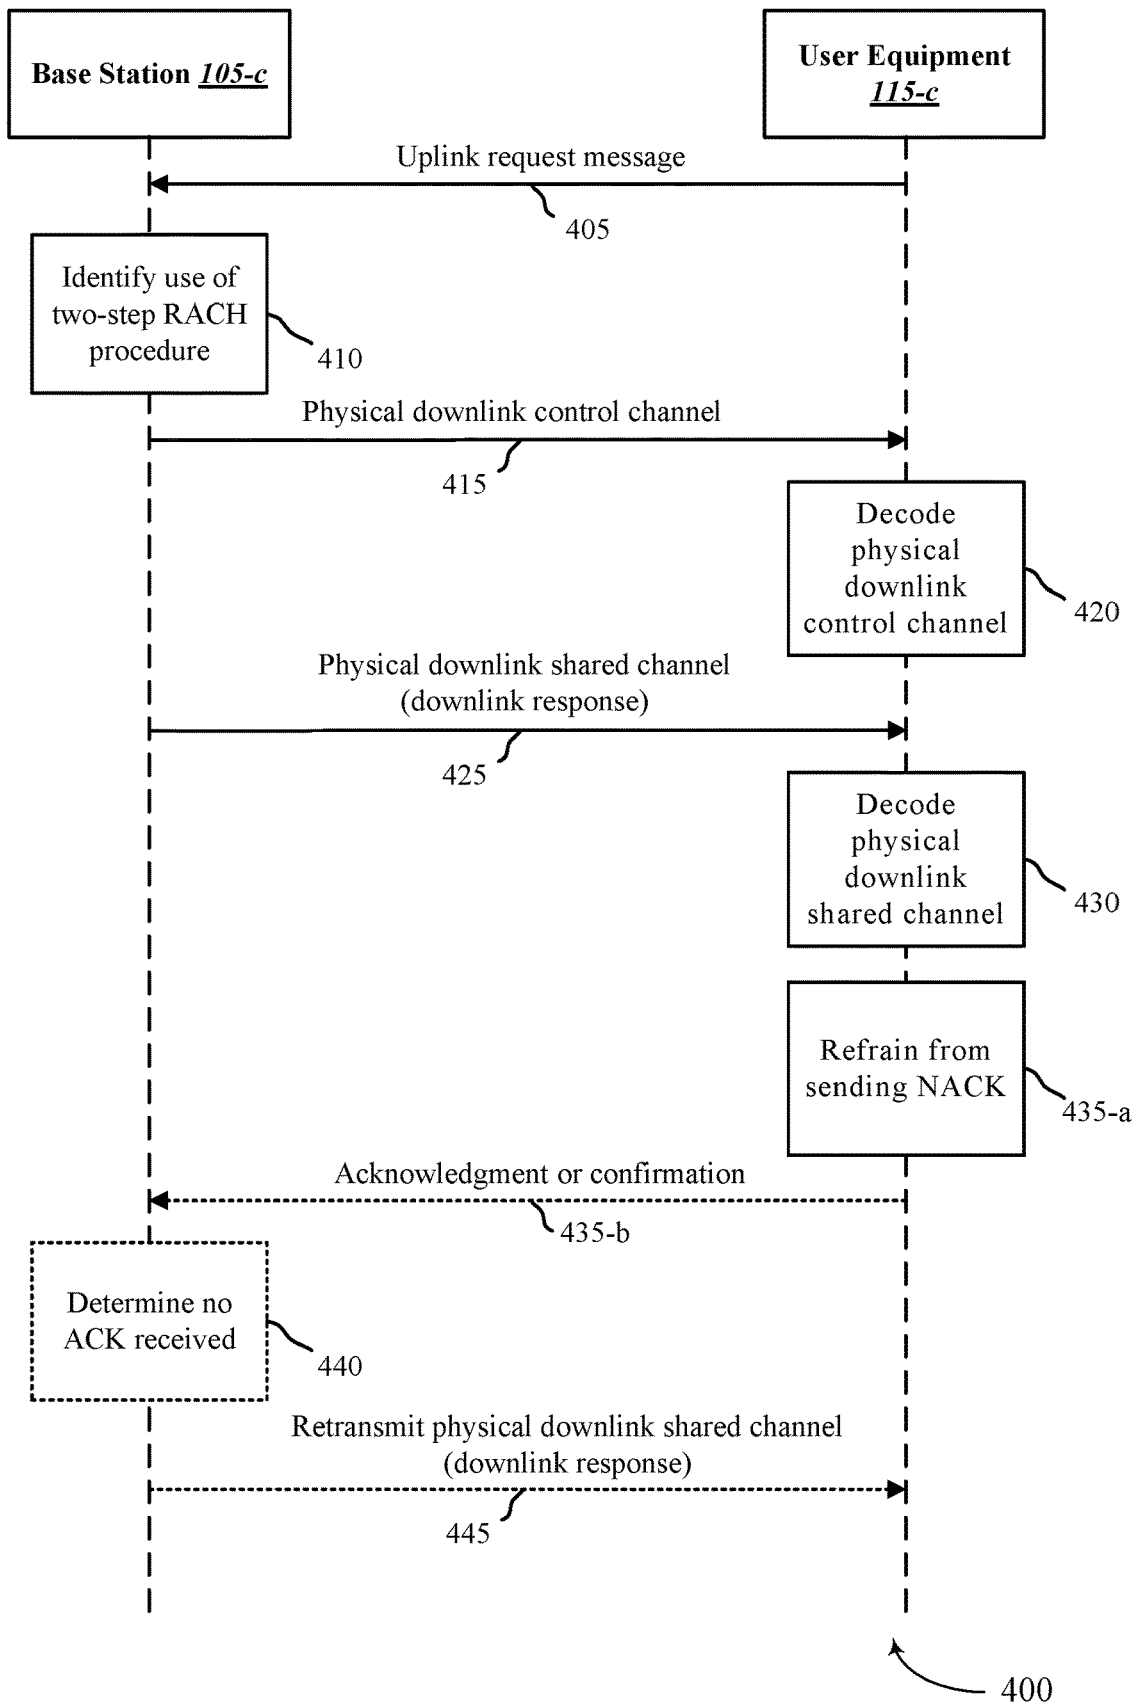 Base Station 105-c
User Equipment
115-c
Uplink request message
405
Identify use of
two-step RACH
procedure
410
Physical downlink control channel
415
Decode
physical
downlink
control channel
420
Physical downlink shared channel
(downlink response)
425
Decode
physical
downlink
shared channel
430
Refrain from
sending NACK
435-a
Acknowledgment or confirmation
435-b
Determine no
ACK received
440
Retransmit physical downlink shared channel
(downlink response)
445
400